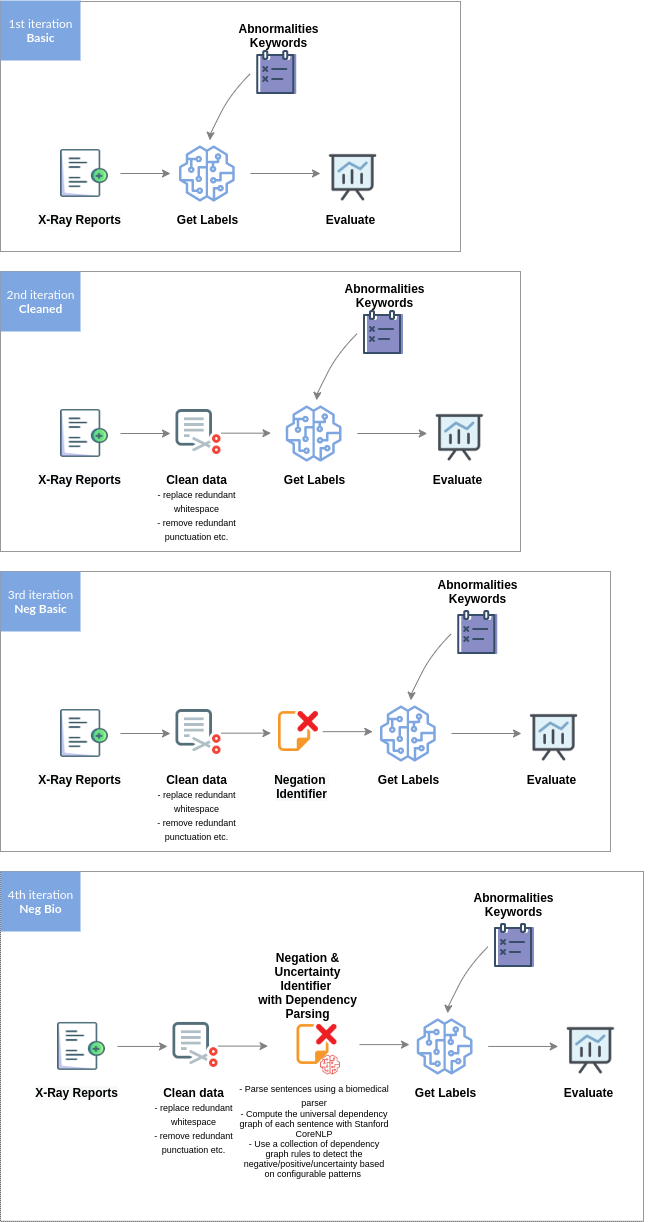 1st iteration
Basic
Abnormalities
Keywords
X-Ray Reports
Get Labels
Evaluate
2nd iteration
Cleaned
Abnormalities
Keywords
X-Ray Reports
Clean data
- replace redundant
whitespace
- remove redundant
punctuation etc.
Get Labels
Evaluate
3rd iteration
Neg Basic
Abnormalities
Keywords
X-Ray Reports
Clean data
- replace redundant
whitespace
- remove redundant
punctuation etc.
Negation
Identifier
Get Labels
Evaluate
4th iteration
Neg Bio
Abnormalities
Keywords
Negation &
Uncertainty
Identifier
with Dependency
Parsing
X-Ray Reports
Clean data
- replace redundant
whitespace
- remove redundant
punctuation etc.
- Parse sentences using a biomedical
parser
- Compute the universal dependency
graph of each sentence with Stanford
CoreNLP
- Use a collection of dependency
graph rules to detect the
negative/positive/uncertainty based
on configurable patterns
Get Labels
Evaluate